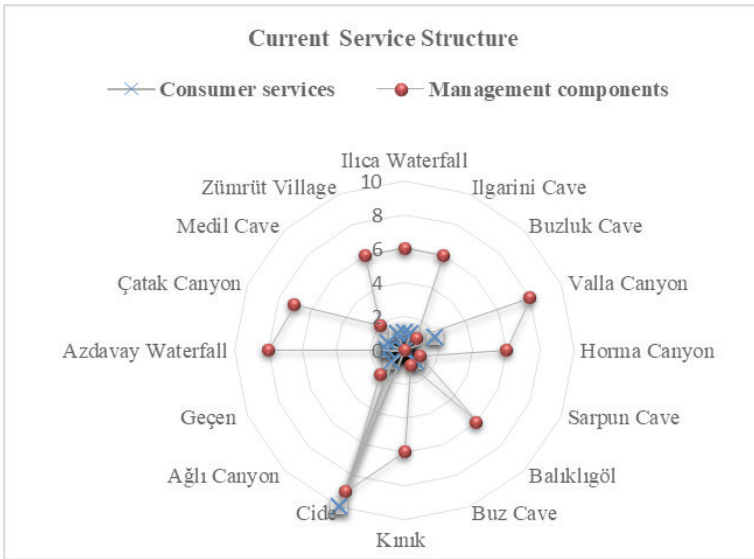 Current Service Structure
Consumer services Management components
Ilıca Waterfall
Zümrüt Village
Ilgarini Cave
Medil Cave
Buzluk Cave
Çatak Canyon
Valla Canyon
Azdavay Waterfall
Horma Canyon
Geçen
Sarpun Cave
Ağlı Canyon
Balıklıgöl
Cide
Buz Cave
Kınık
10
8
6
4
2
0